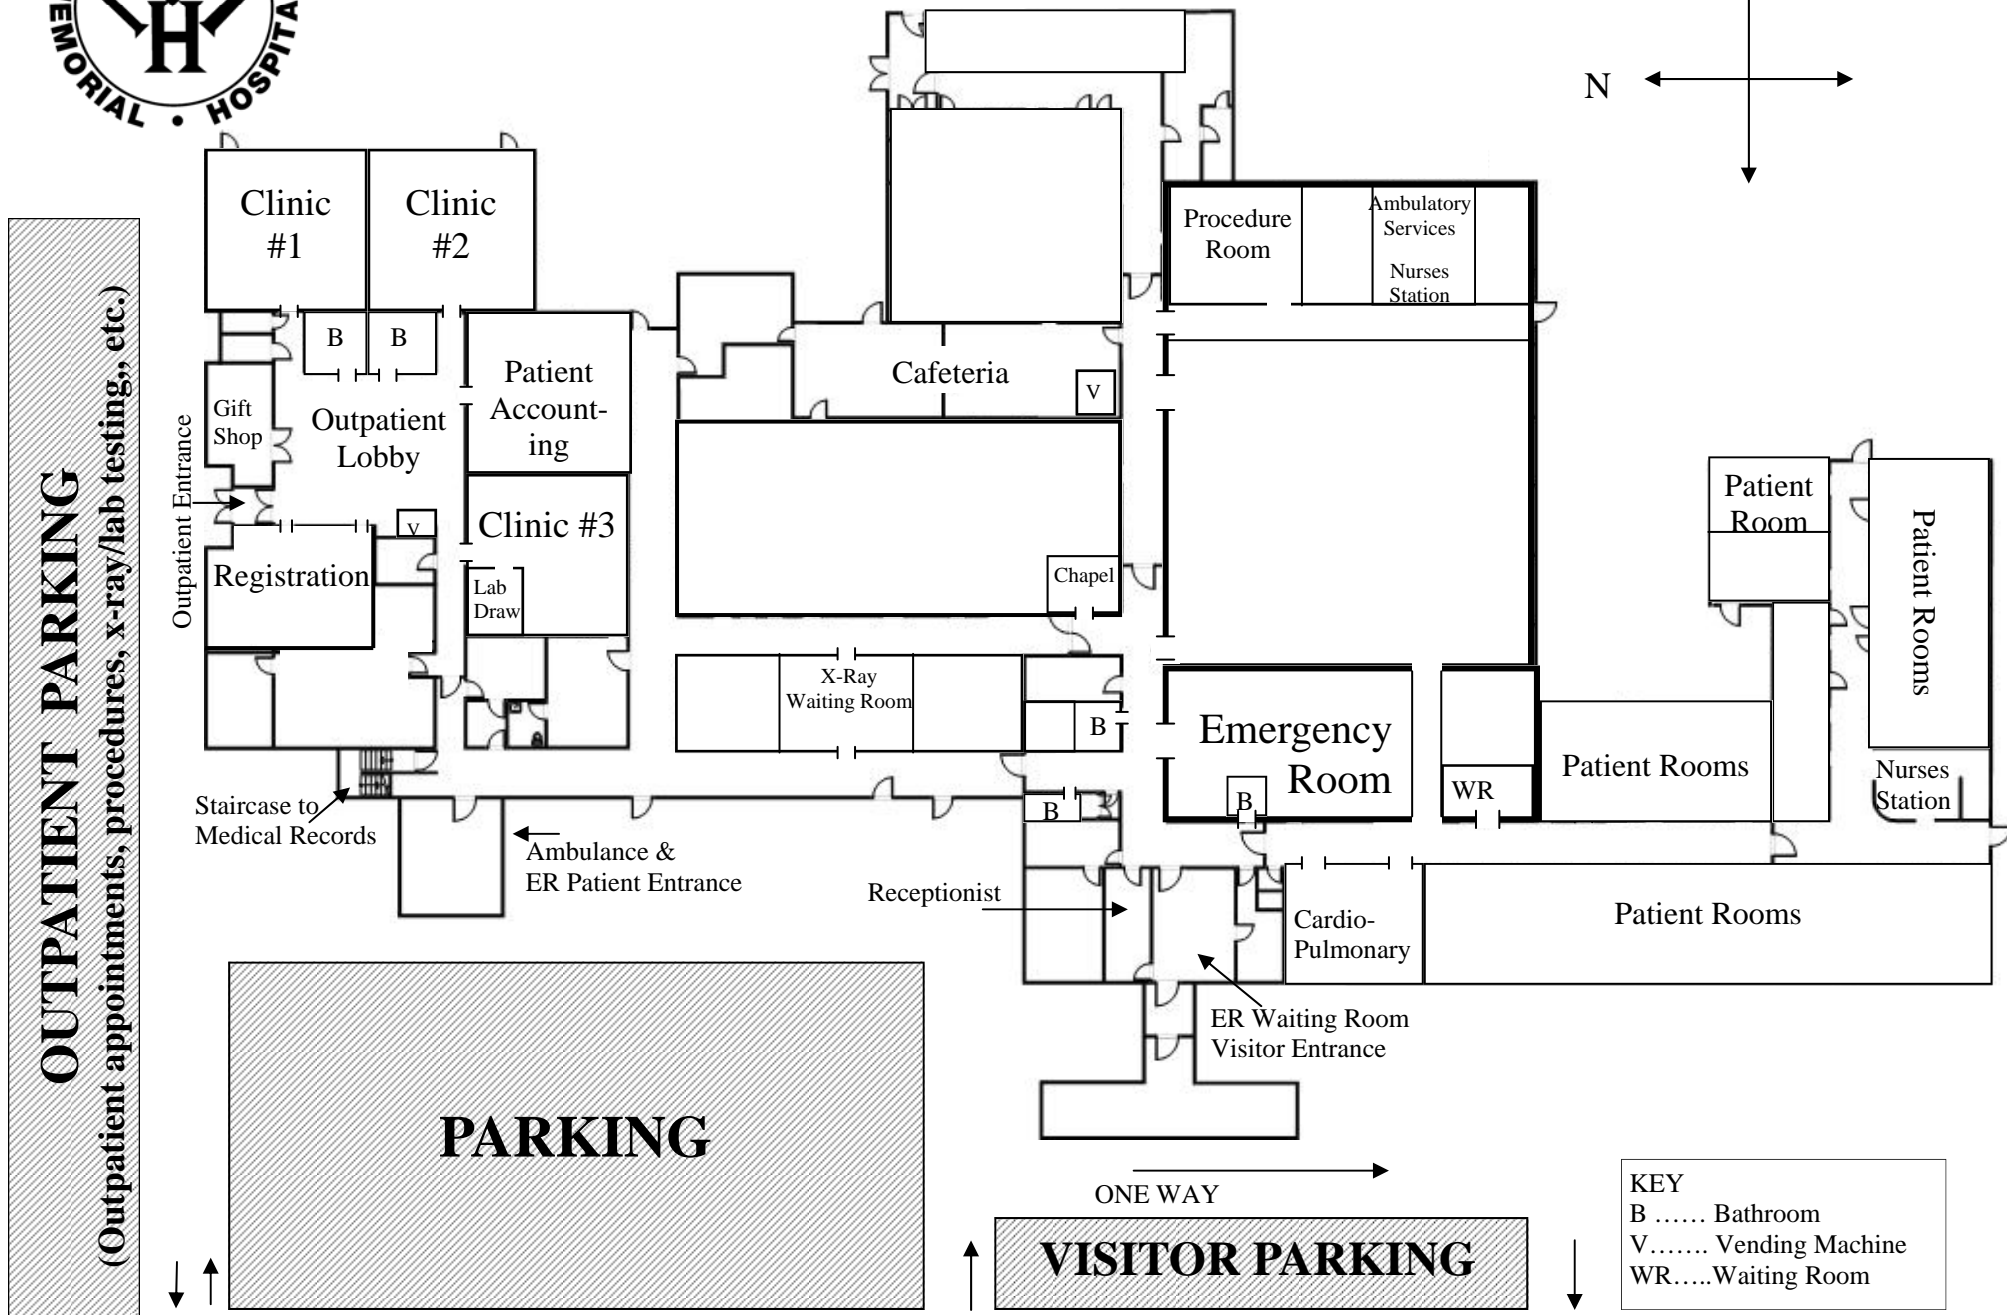 EMORIAL • HOSPITA
H
N
Clinic
#1
Clinic
#2
Procedure
Room
Ambulatory
Services
Nurses
Station
B
B
Patient
Account-
ing
Cafeteria
V
Gift
Shop
Outpatient
Lobby
Outpatient Entrance
V
Clinic #3
Registration
Lab
Draw
Chapel
Patient
Room
Patient Rooms
X-Ray
Waiting Room
B
Emergency
Room
B
WR
Patient Rooms
Nurses
Station
Staircase to
Medical Records
B
Ambulance &
ER Patient Entrance
Receptionist
Cardio-
Pulmonary
Patient Rooms
ER Waiting Room
Visitor Entrance
OUTPATIENT PARKING
(Outpatient appointments, procedures, x-ray/lab testing,, etc.)
PARKING
ONE WAY
VISITOR PARKING
KEY
B …… Bathroom
V……. Vending Machine
WR…..Waiting Room